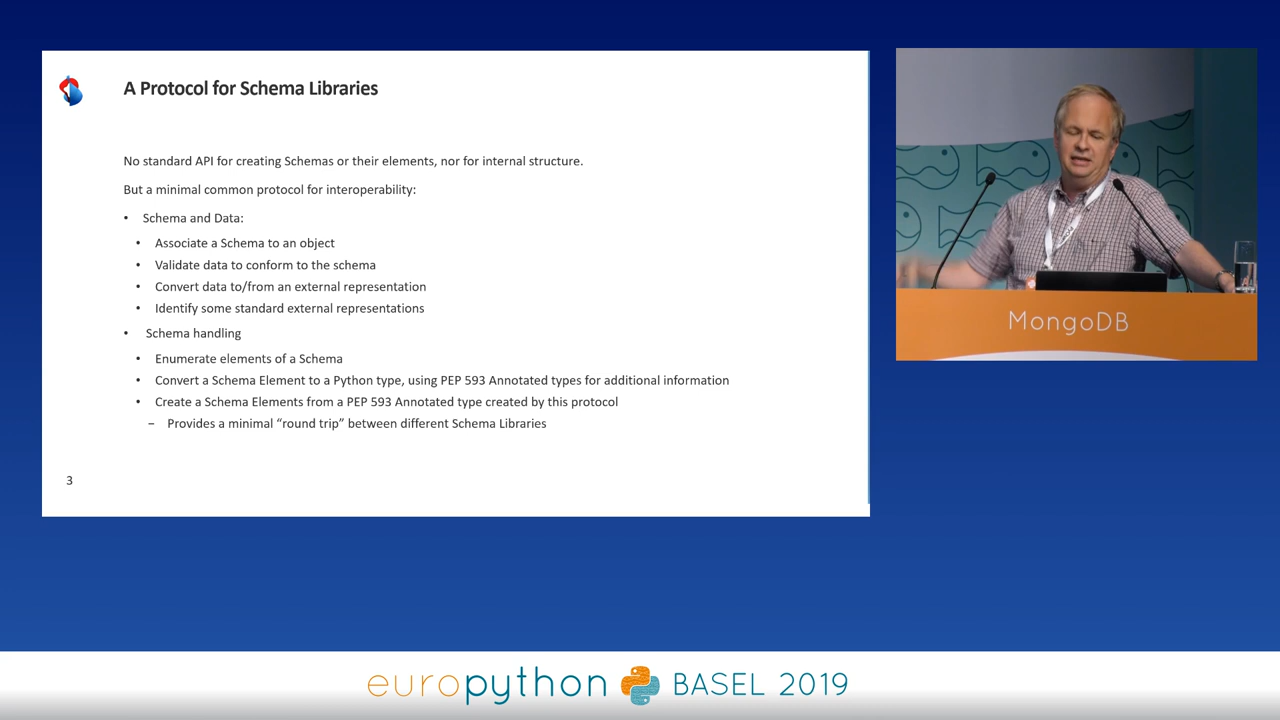 A Protocol for Schema Libraries
No standard API for creating Schemas or their elements, nor for internal structure.
But a minimal common protocol for interoperability:
• Schema and Data:
• Associate a Schema to an object
• Validate data to conform to the schema
• Convert data to/from an external representation
• Identify some standard external representations
• Schema handling
• Enumerate elements of a Schema
• Convert a Schema Element to a Python type, using PEP 593 Annotated types for additional information
• Create a Schema Elements from a PEP 593 Annotated type created by this protocol
– Provides a minimal “round trip” between different Schema Libraries
3
MongoDB
europython BASEL 2019